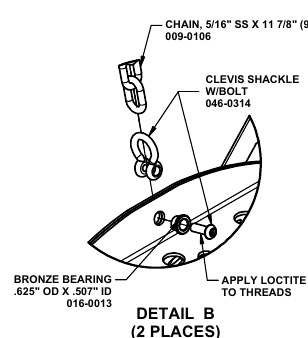 CHAIN, 5/16" SS X 11 7/8" (9
009-0106
CLEVIS SHACKLE
W/BOLT
046-0314
BRONZE BEARING
.625" OD X .507" ID
016-0013
APPLY LOCTITE
TO THREADS
DETAIL B
(2 PLACES)